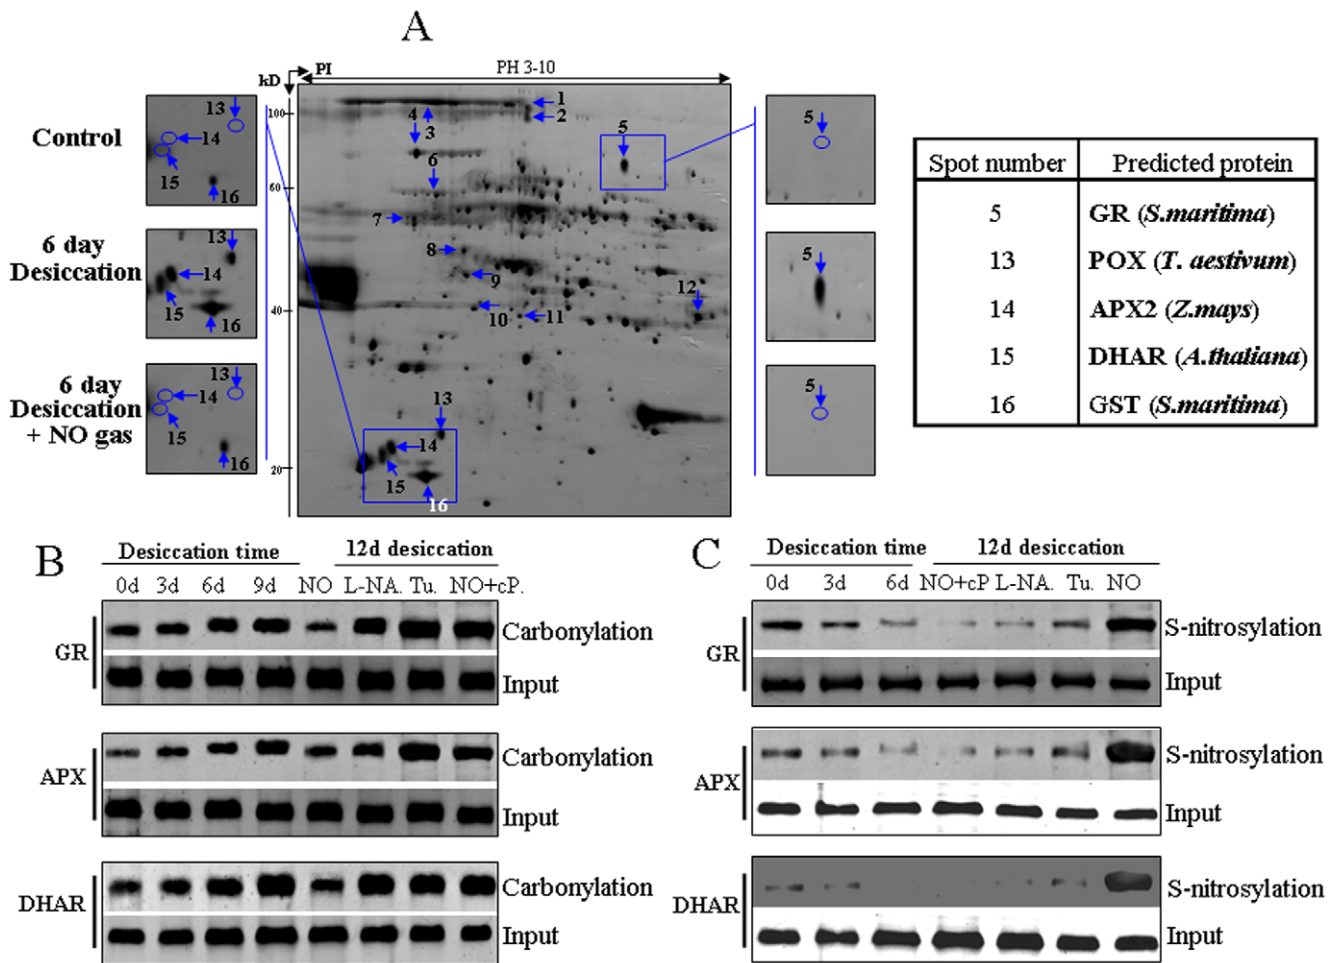 A
kD
PI
PH 3-10
100
60
40
20
1
2
4
3
5
6
7
8
9
10
11
12
13
14
15
16
Control
13
14
15
16
6 day
Desiccation
13
14
15
16
6 day
Desiccation
+ NO gas
13
14
15
16
5
5
5
Spot number Predicted protein
5 GR (S.maritima)
13 POX (T. aestivum)
14 APX2 (Z.mays)
15 DHAR (A.thaliana)
16 GST (S.maritima)
B
Desiccation time 12d desiccation
0d 3d 6d 9d NO L-NA. Tu. NO+cP.
GR
Carbonylation
Input
APX
Carbonylation
Input
DHAR
Carbonylation
Input
C
Desiccation time 12d desiccation
0d 3d 6d NO+cP L-NA. Tu. NO
GR
S-nitrosylation
Input
APX
S-nitrosylation
Input
DHAR
S-nitrosylation
Input